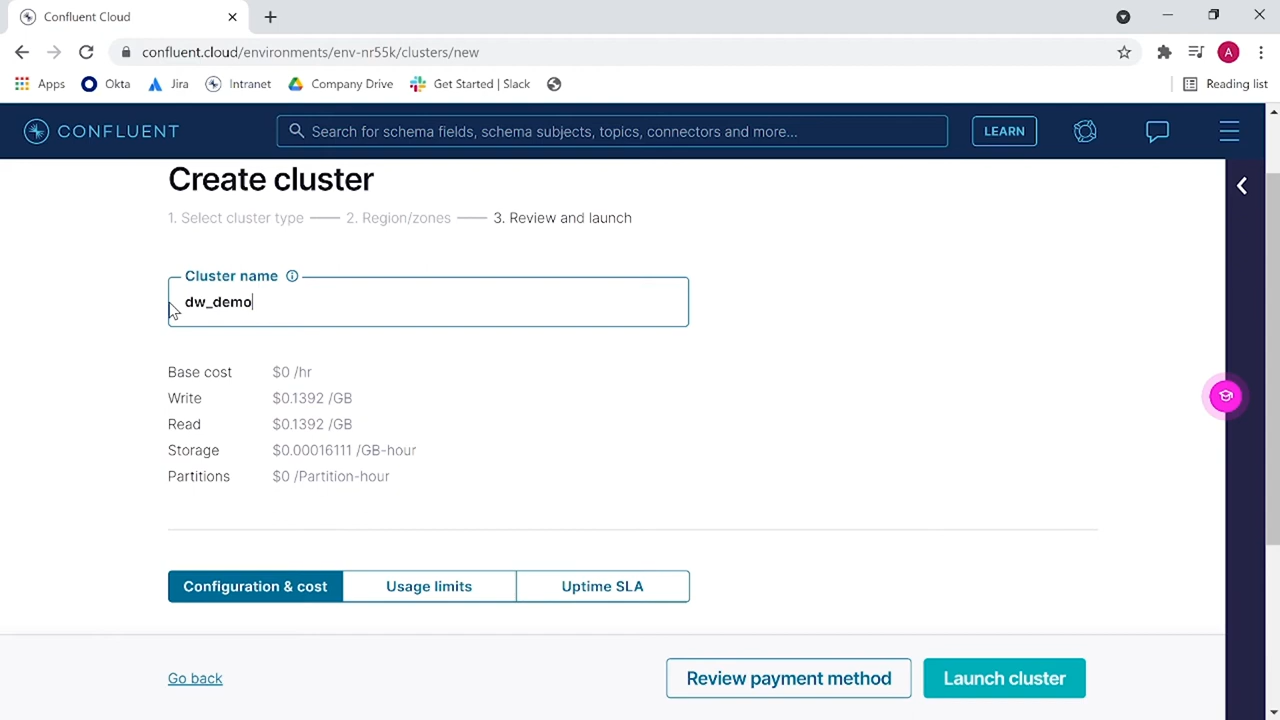 Confluent Cloud
confluent.cloud/environments/env-nr55k/clusters/new
A
Apps
Okta
Jira
Intranet
Company Drive
Get Started | Slack
Reading list
CONFLUENT
Search for schema fields, schema subjects, topics, connectors and more...
LEARN
Create cluster
1. Select cluster type
2. Region/zones
3. Review and launch
Cluster name
dw_demo
Base cost $0 /hr
Write $0.1392 /GB
Read $0.1392 /GB
Storage $0.00016111 /GB-hour
Partitions $0 /Partition-hour
Configuration & cost
Usage limits
Uptime SLA
Go back
Review payment method
Launch cluster